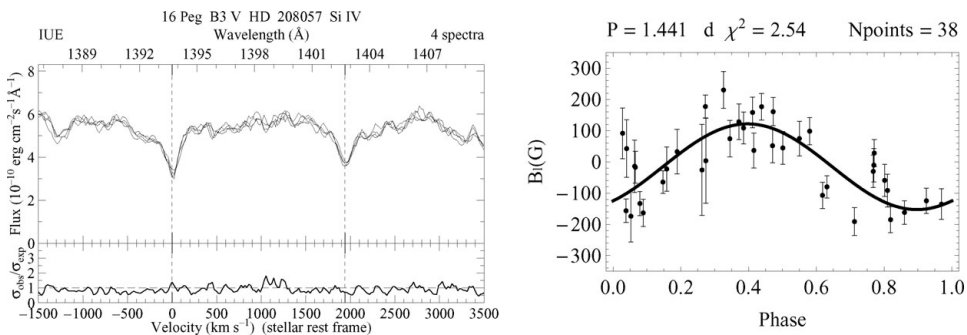 16 Peg B3 V HD 208057 Si IV
IUE Wavelength (Å) 4 spectra
1389 1392 1395 1398 1401 1404 1407
8
6
4
2
0
Flux (10⁻¹⁰ erg cm⁻²s⁻¹Å⁻¹)
2
1
0
σobs/σexp
−1500 −1000 −500 0 500 1000 1500 2000 2500 3000 3500
Velocity (km s⁻¹) (stellar rest frame)
P = 1.441 d χ² = 2.54 Npoints = 38
300
200
100
0
−100
−200
−300
Bl(G)
0.0 0.2 0.4 0.6 0.8 1.0
Phase